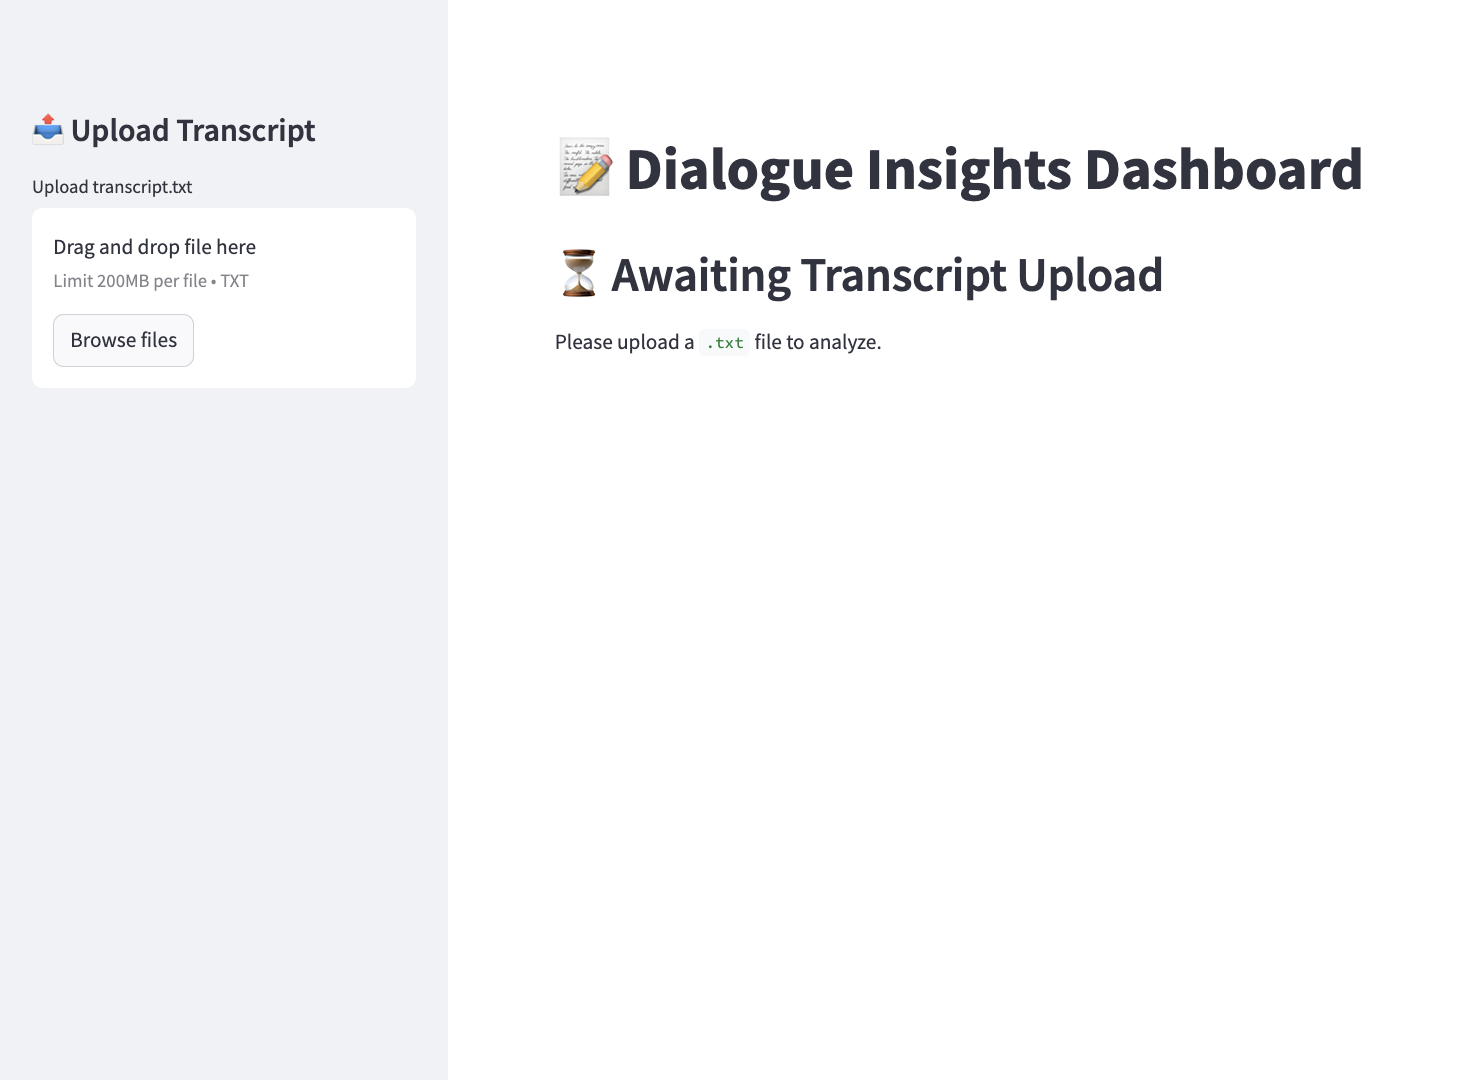 📤 Upload Transcript
Upload transcript.txt
Drag and drop file here
Limit 200MB per file • TXT
Browse files
📝 Dialogue Insights Dashboard
⏳ Awaiting Transcript Upload
Please upload a .txt file to analyze.